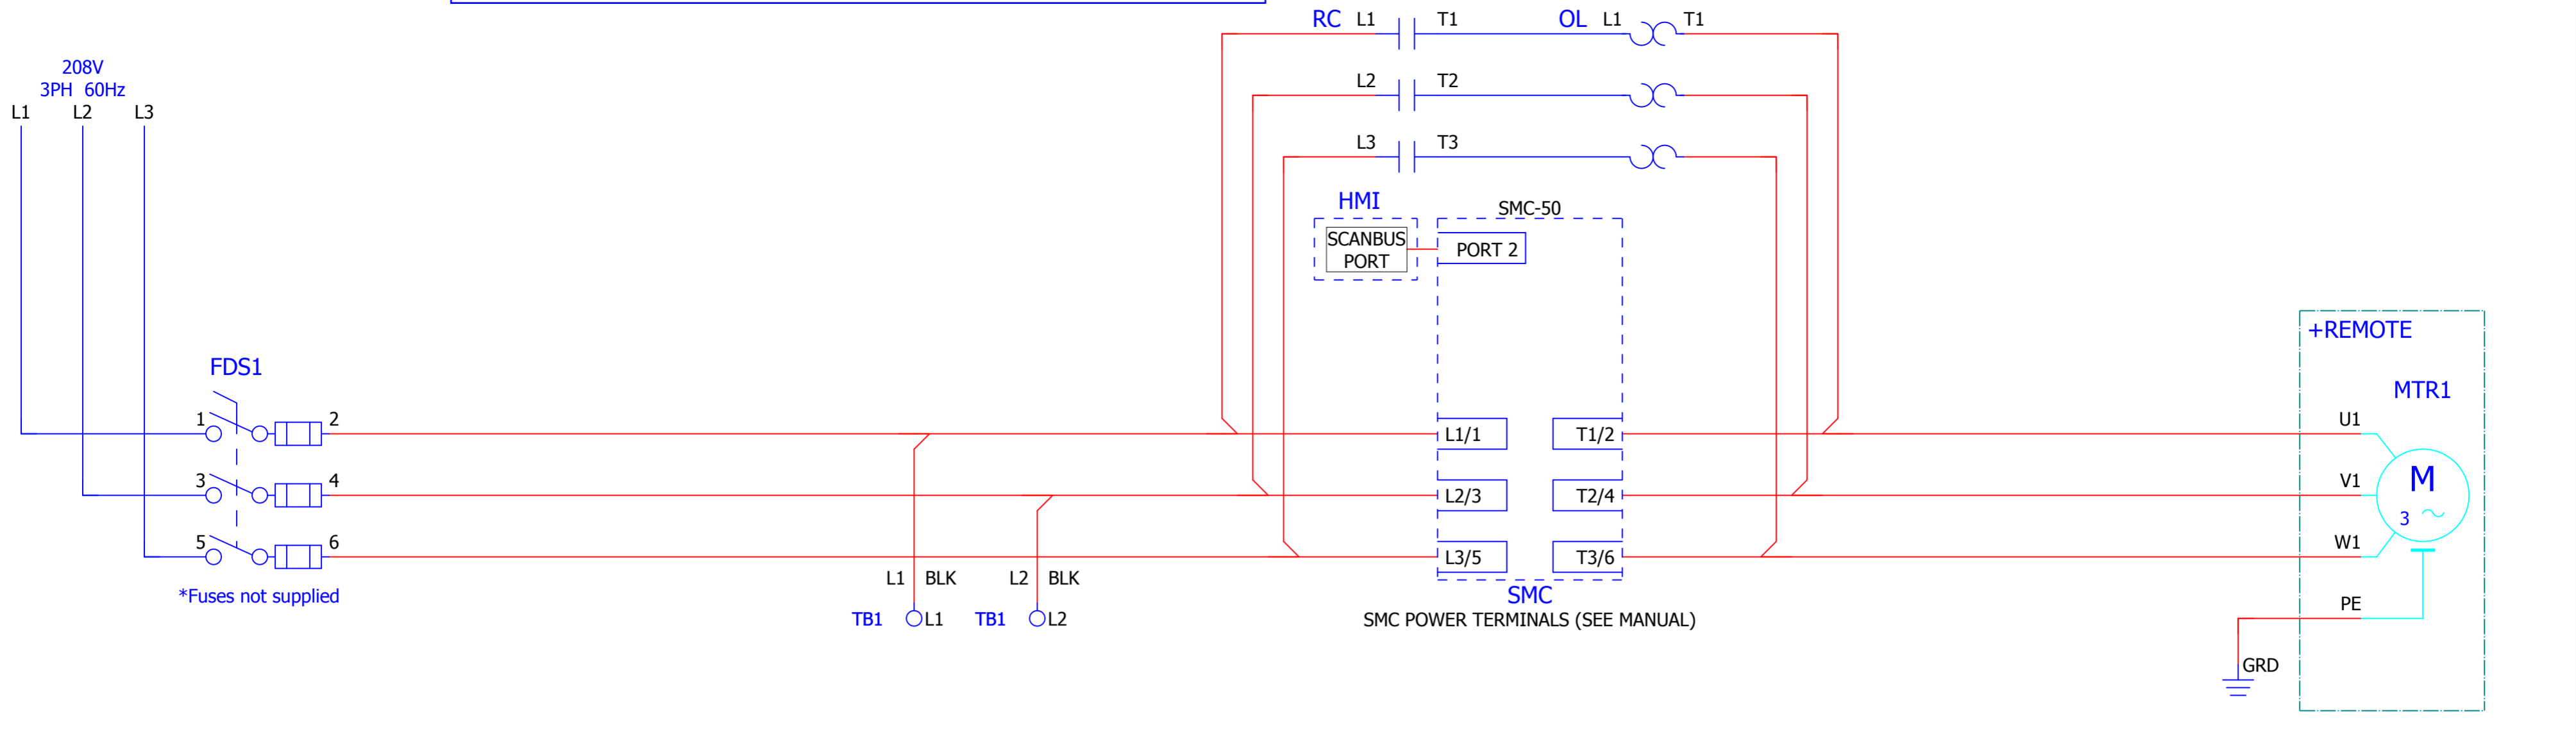 RC L1 T1 OL L1 T1
208V
3PH 60Hz
L1 L2 L3
L2 T2
L3 T3
HMI
SCANBUS
PORT
SMC-50
PORT 2
+REMOTE
FDS1
MTR1
1 2
L1/1 T1/2
U1
3 4
L2/3 T2/4
V1
M
3
5 6
L3/5 T3/6
W1
*Fuses not supplied
L1 BLK L2 BLK
TB1 L1 TB1 L2
SMC
SMC POWER TERMINALS (SEE MANUAL)
PE
GRD